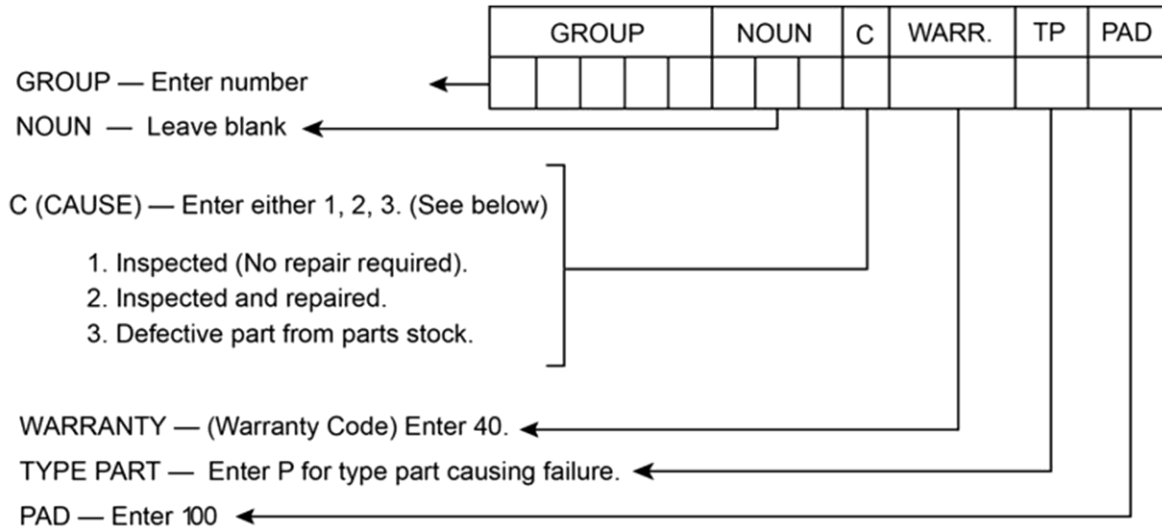 GROUP NOUN C WARR. TP PAD
GROUP — Enter number
NOUN — Leave blank
C (CAUSE) — Enter either 1, 2, 3. (See below)
1. Inspected (No repair required).
2. Inspected and repaired.
3. Defective part from parts stock.
WARRANTY — (Warranty Code) Enter 40.
TYPE PART — Enter P for type part causing failure.
PAD — Enter 100